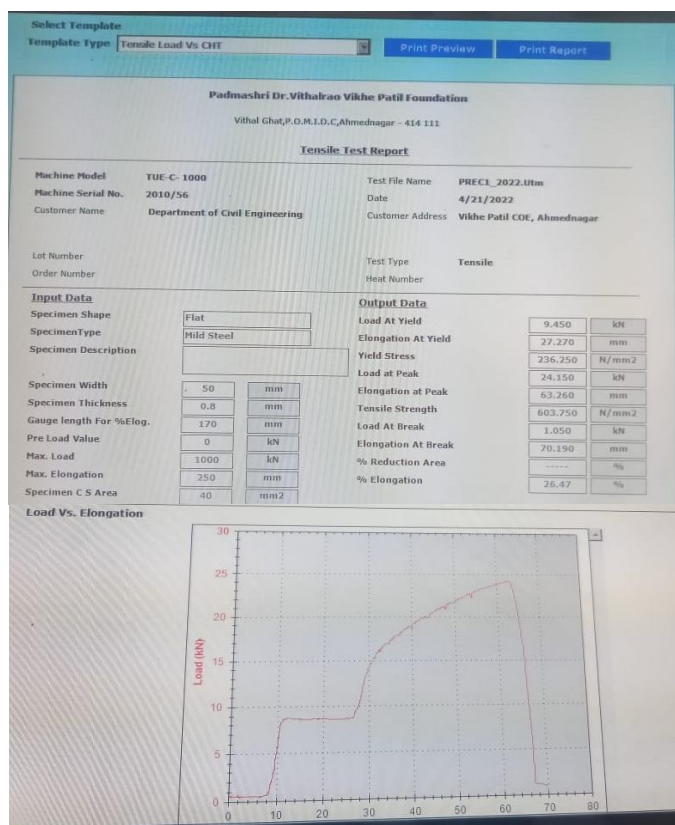 Select Template
Template Type Tensile Load Vs CHT Print Preview Print Report
Padmashri Dr.Vithalrao Vikhe Patil Foundation
Vithal Ghat,P.O.M.I.D.C,Ahmednagar - 414 111
Tensile Test Report
Machine Model TUE-C- 1000
Machine Serial No. 2010/56
Customer Name Department of Civil Engineering
Test File Name PREC1_2022.Utm
Date 4/21/2022
Customer Address Vikhe Patil COE, Ahmednagar
Lot Number
Order Number
Test Type Tensile
Heat Number
Input Data
Specimen Shape Flat
SpecimenType Mild Steel
Specimen Description
Specimen Width 50 mm
Specimen Thickness 0.8 mm
Gauge length For %Elog. 170 mm
Pre Load Value 0 kN
Max. Load 1000 kN
Max. Elongation 250 mm
Specimen C S Area 40 mm2
Output Data
Load At Yield 9.450 kN
Elongation At Yield 27.270 mm
Yield Stress 236.250 N/mm2
Load at Peak 24.150 kN
Elongation at Peak 63.260 mm
Tensile Strength 603.750 N/mm2
Load At Break 1.050 kN
Elongation At Break 70.190 mm
% Reduction Area ----- %
% Elongation 26.47 %
Load Vs. Elongation
Load (kN)
30
25
20
15
10
5
0
0 10 20 30 40 50 60 70 80